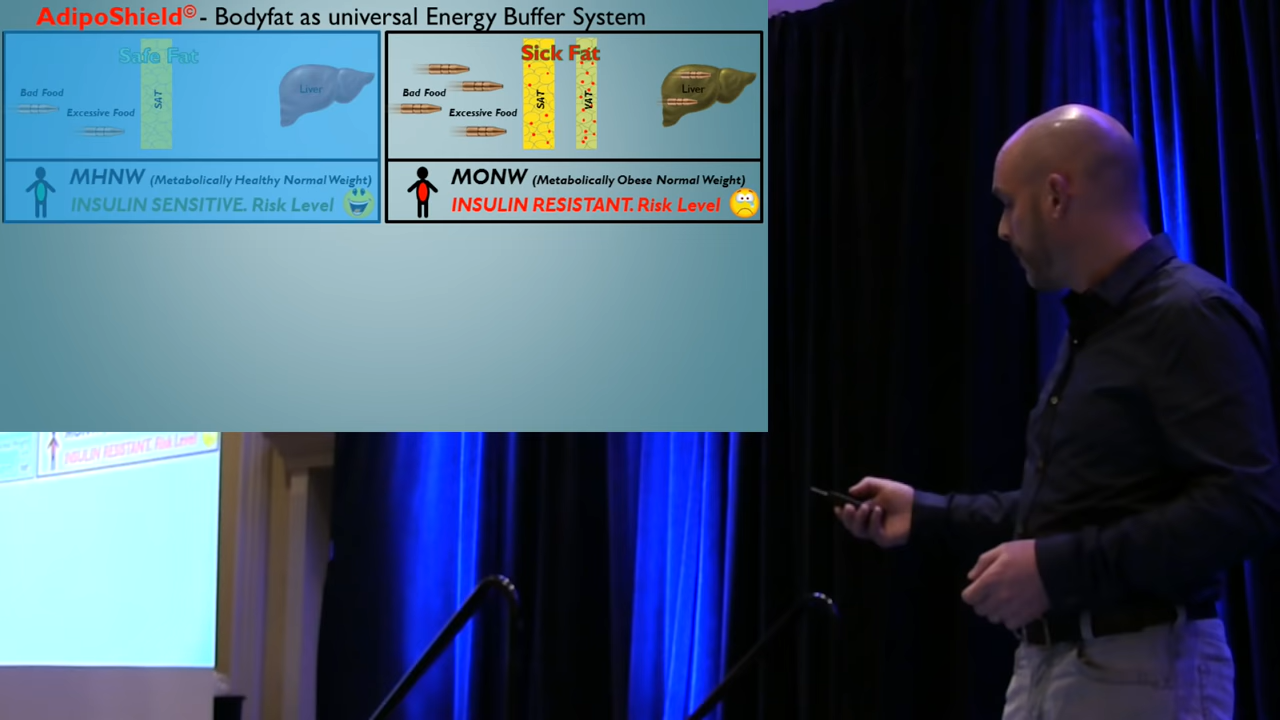 AdipoShield© - Bodyfat as universal Energy Buffer System
Safe Fat
Bad Food
Excessive Food
SAT
Liver
MHNW (Metabolically Healthy Normal Weight)
INSULIN SENSITIVE. Risk Level
Sick Fat
Bad Food
Excessive Food
SAT
VAT
Liver
MONW (Metabolically Obese Normal Weight)
INSULIN RESISTANT. Risk Level
INSULIN RESISTANT. Risk Level